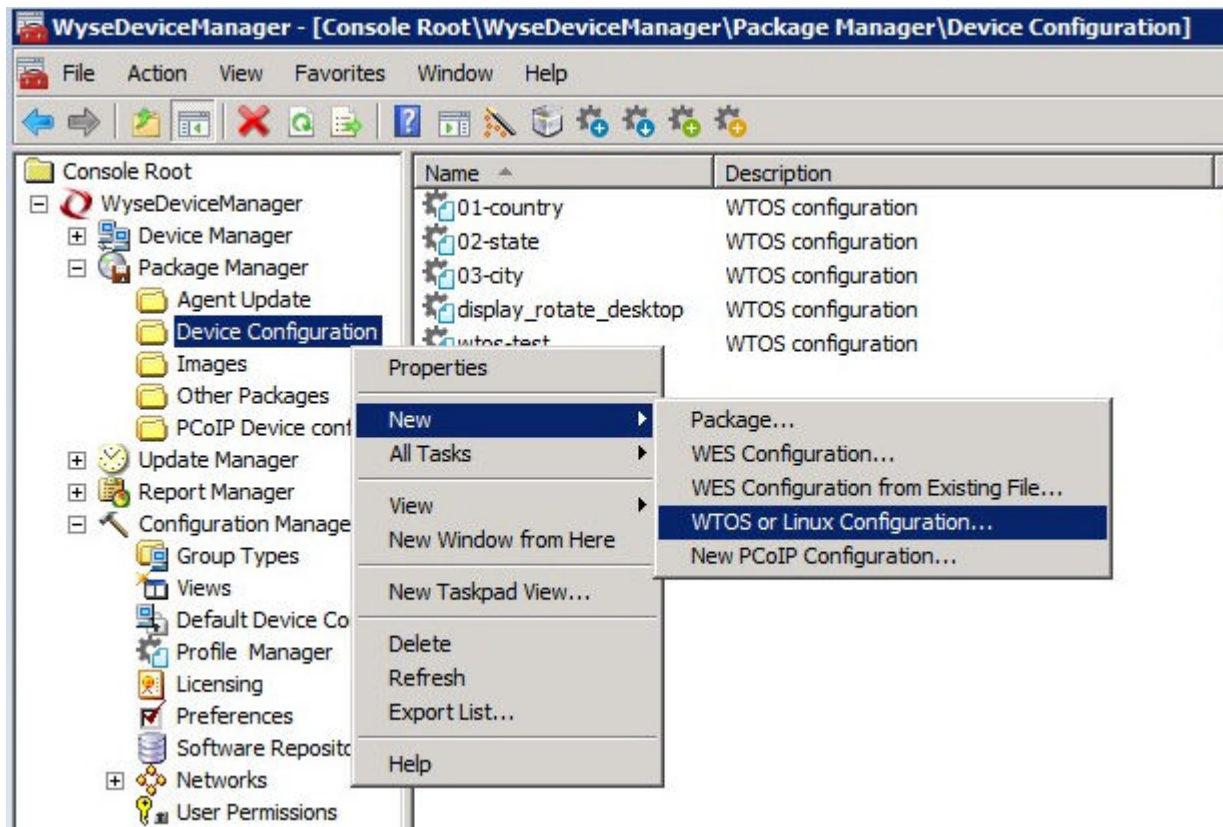 WyseDeviceManager - [Console Root\WyseDeviceManager\Package Manager\Device Configuration]
File Action View Favorites Window Help
Console Root
WyseDeviceManager
Device Manager
Package Manager
Agent Update
Device Configuration
Images
Other Packages
PCoIP Device conf
Update Manager
Report Manager
Configuration Manage
Group Types
Views
Default Device Co
Profile Manager
Licensing
Preferences
Software Reposito
Networks
User Permissions
Name Description
01-country WTOS configuration
02-state WTOS configuration
03-city WTOS configuration
display_rotate_desktop WTOS configuration
wtos-test WTOS configuration
Properties
New
All Tasks
View
New Window from Here
New Taskpad View...
Delete
Refresh
Export List...
Help
Package...
WES Configuration...
WES Configuration from Existing File...
WTOS or Linux Configuration...
New PCoIP Configuration...